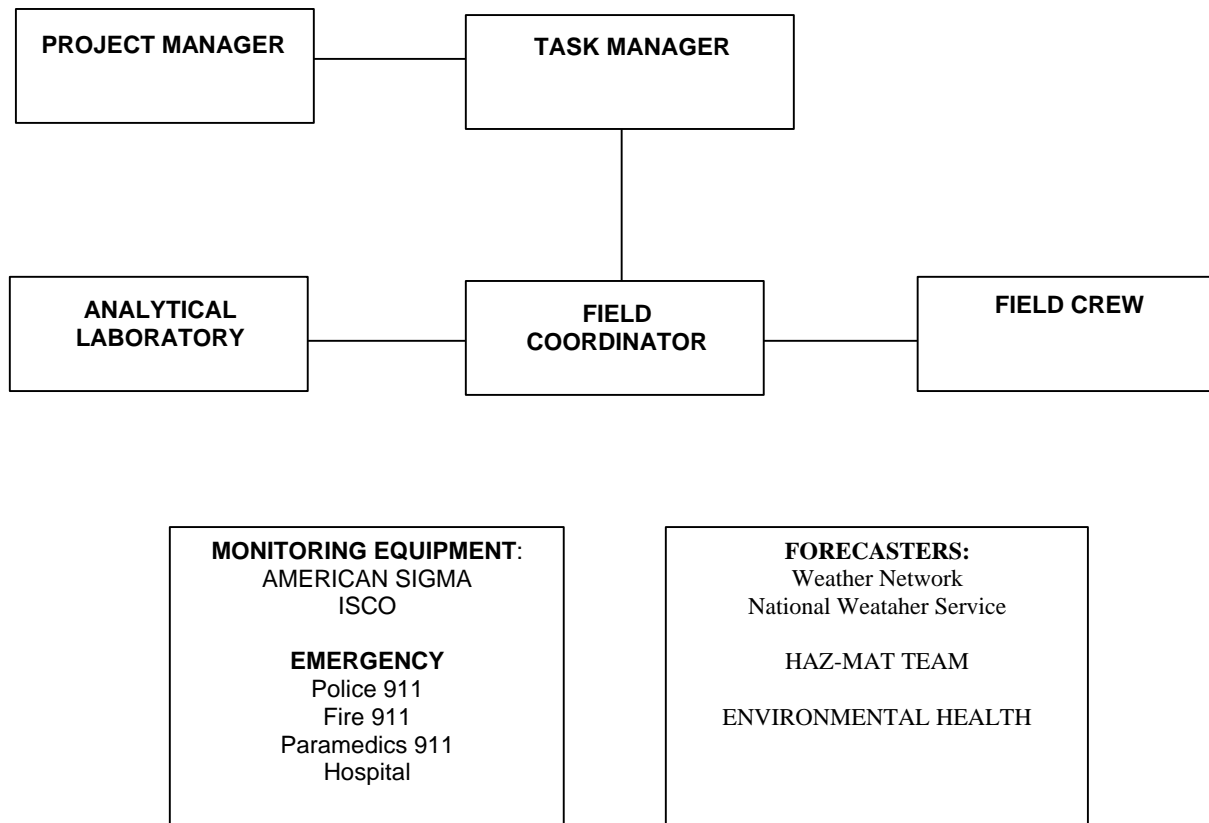 PROJECT MANAGER
TASK MANAGER
ANALYTICAL
LABORATORY
FIELD
COORDINATOR
FIELD CREW
MONITORING EQUIPMENT:
AMERICAN SIGMA
ISCO
EMERGENCY
Police 911
Fire 911
Paramedics 911
Hospital
FORECASTERS:
Weather Network
National Weataher Service
HAZ-MAT TEAM
ENVIRONMENTAL HEALTH